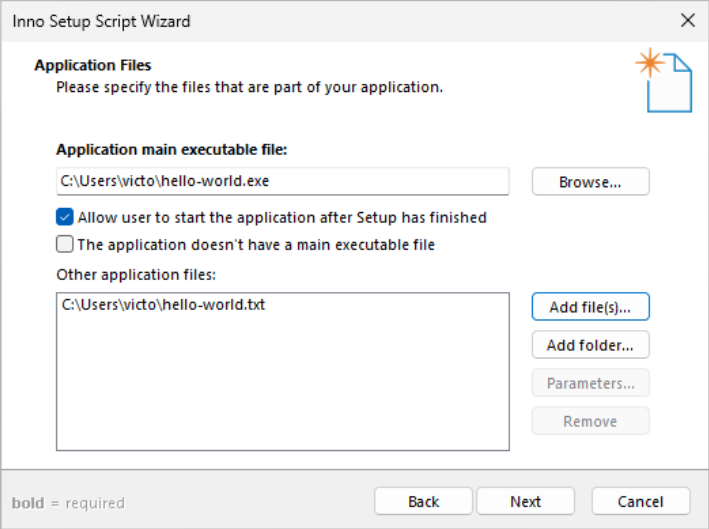 Inno Setup Script Wizard
Application Files
Please specify the files that are part of your application.
Application main executable file:
C:\Users\victo\hello-world.exe
Browse...
Allow user to start the application after Setup has finished
The application doesn't have a main executable file
Other application files:
C:\Users\victo\hello-world.txt
Add file(s)...
Add folder...
Parameters...
Remove
bold = required
Back
Next
Cancel